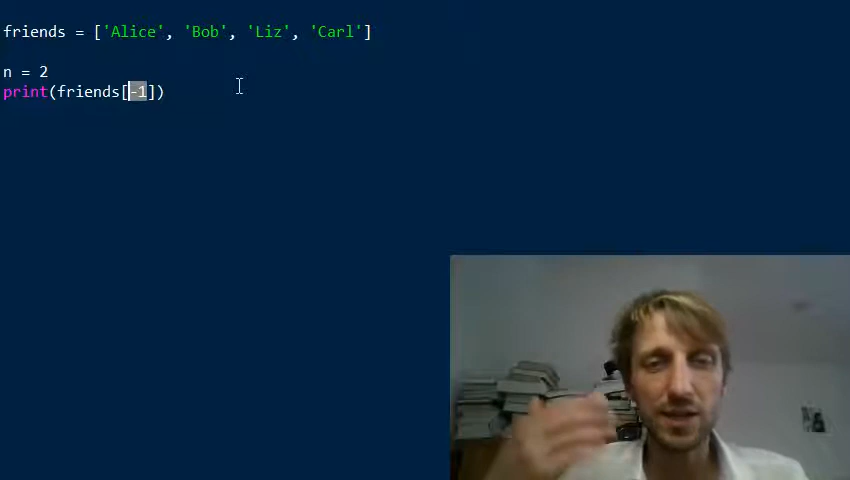 friends = ['Alice', 'Bob', 'Liz', 'Carl']
n = 2
print(friends[-1])